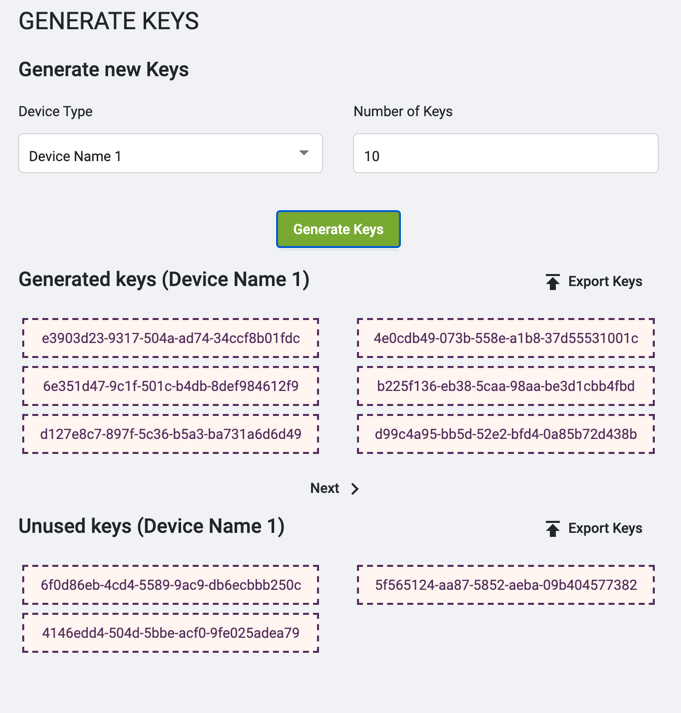 GENERATE KEYS
Generate new Keys
Device Type
Number of Keys
Device Name 1
10
Generate Keys
Generated keys (Device Name 1)
Export Keys
e3903d23-9317-504a-ad74-34ccf8b01fdc
4e0cdb49-073b-558e-a1b8-37d55531001c
6e351d47-9c1f-501c-b4db-8def984612f9
b225f136-eb38-5caa-98aa-be3d1cbb4fbd
d127e8c7-897f-5c36-b5a3-ba731a6d6d49
d99c4a95-bb5d-52e2-bfd4-0a85b72d438b
Next
Unused keys (Device Name 1)
Export Keys
6f0d86eb-4cd4-5589-9ac9-db6ecbbb250c
5f565124-aa87-5852-aeba-09b404577382
4146edd4-504d-5bbe-acf0-9fe025adea79